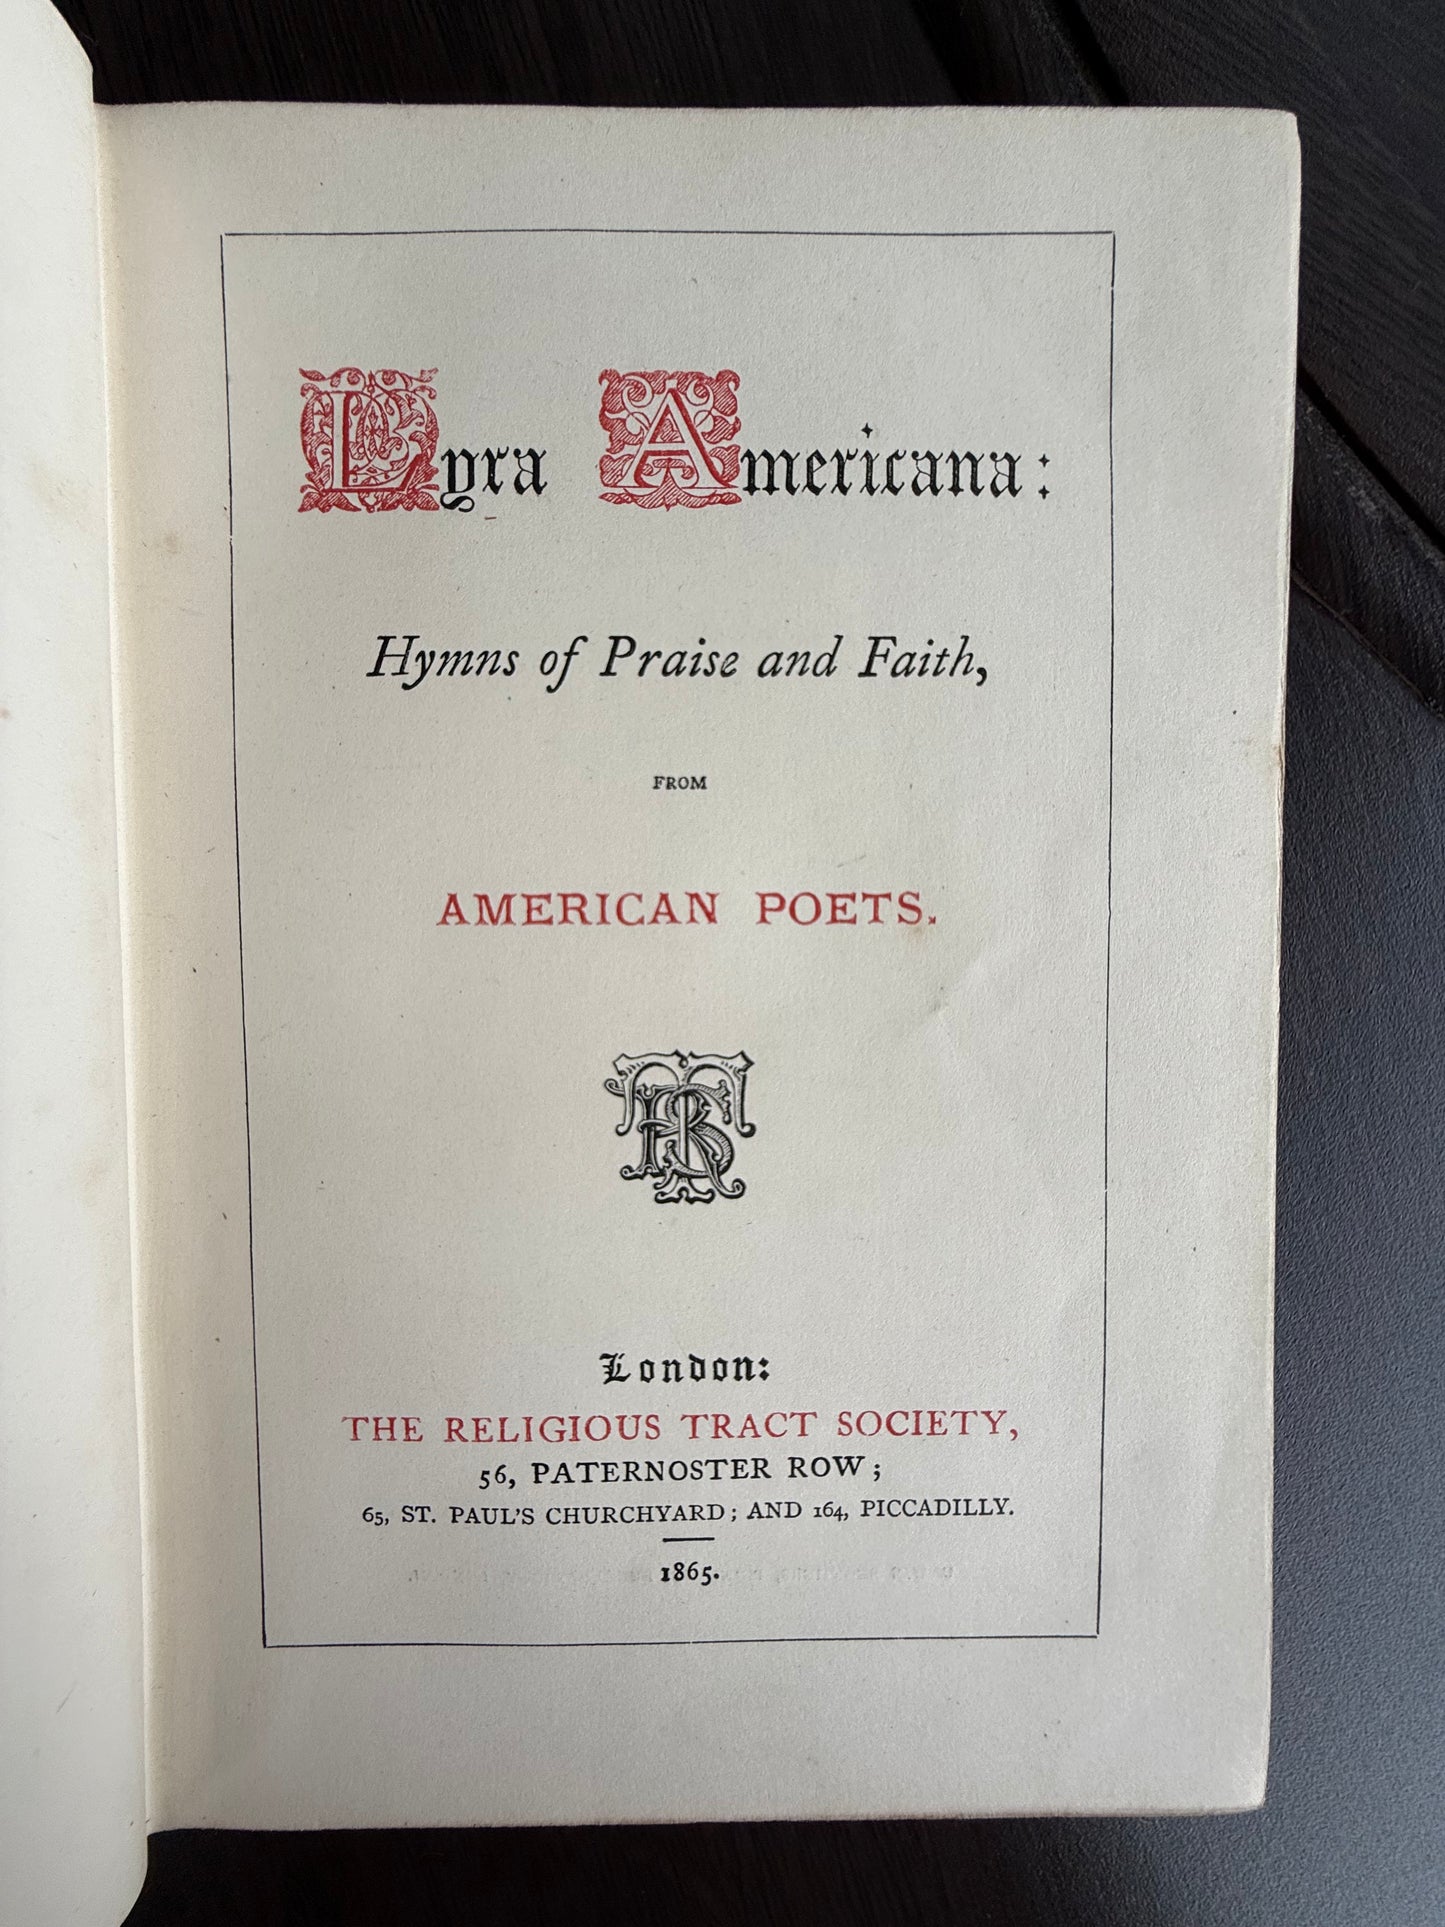 Lyra Americana:
Hymns of Praise and Faith,
FROM
AMERICAN POETS.
RTS
London:
THE RELIGIOUS TRACT SOCIETY,
56, PATERNOSTER ROW;
65, ST. PAUL'S CHURCHYARD; AND 164, PICCADILLY.
1865.